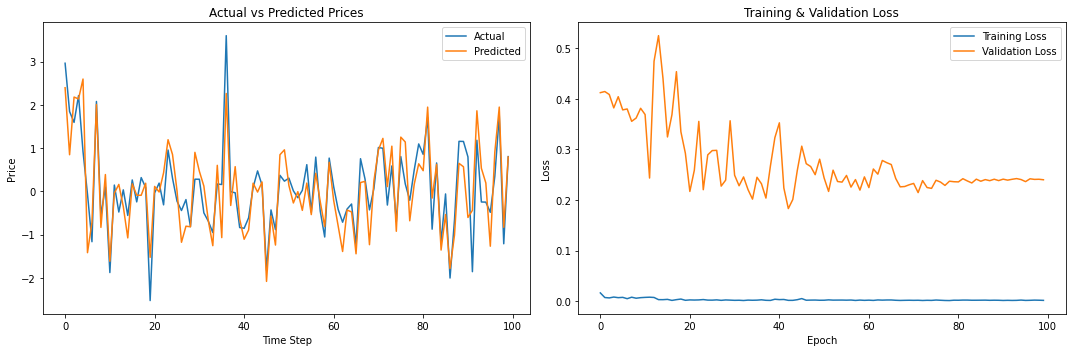 Actual vs Predicted Prices
Actual
Predicted
Price
3
2
1
0
−1
−2
0
20
40
60
80
100
Time Step
Training & Validation Loss
Training Loss
Validation Loss
Loss
0.5
0.4
0.3
0.2
0.1
0.0
0
20
40
60
80
100
Epoch